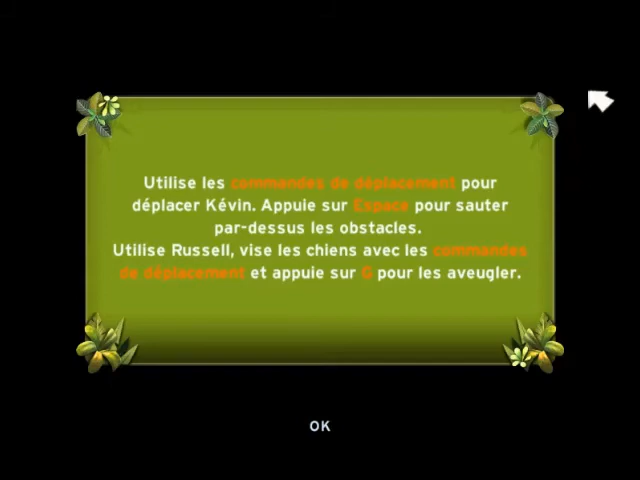 Utilise les commandes de déplacement pour
déplacer Kévin. Appuie sur Espace pour sauter
par-dessus les obstacles.
Utilise Russell, vise les chiens avec les commandes
de déplacement et appuie sur G pour les aveugler.
OK